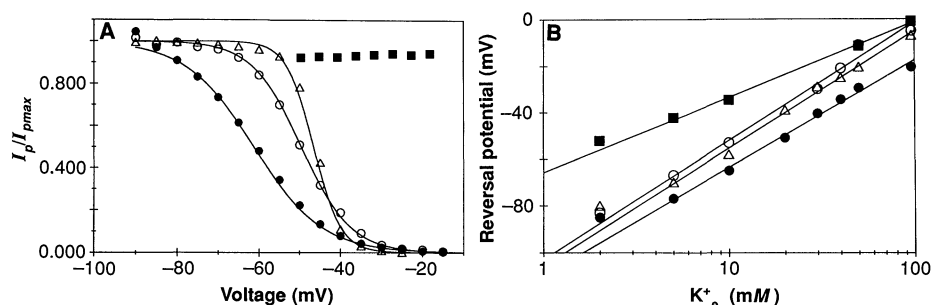 A
I_p/I_pmax
0.800
0.400
0.000
−100
−80
−60
−40
−20
Voltage (mV)
B
Reversal potential (mV)
0
−40
−80
1
10
100
K⁺ₒ (mM)